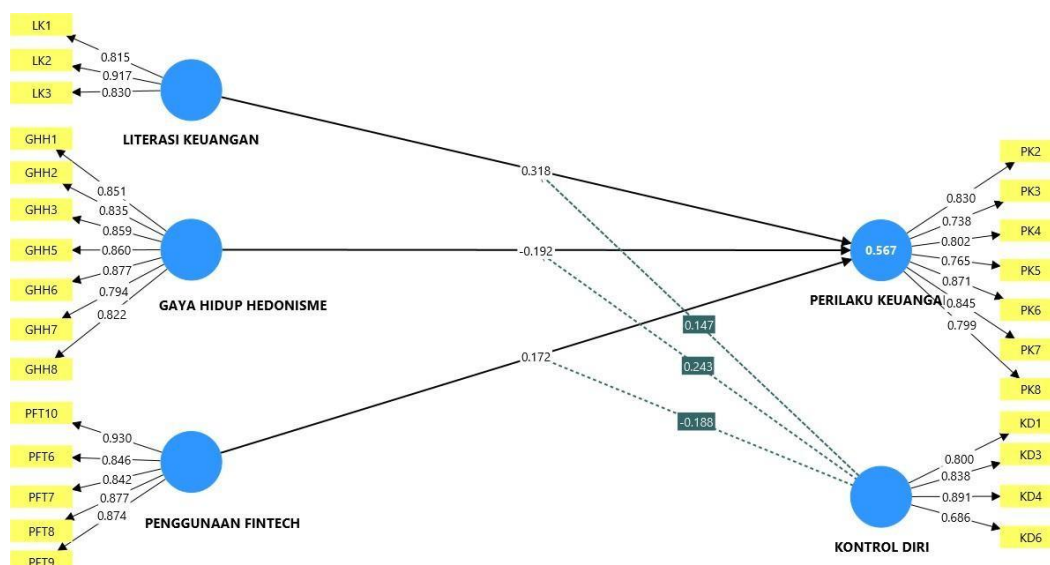 LK1
0.815
LK2
0.917
LK3
0.830
LITERASI KEUANGAN
GHH1
0.851
GHH2
0.835
GHH3
0.859
GHH5
0.860
GHH6
0.877
GHH7
0.794
GHH8
0.822
GAYA HIDUP HEDONISME
PFT10
0.930
PFT6
0.846
PFT7
0.842
PFT8
0.877
PFT9
0.874
PENGGUNAAN FINTECH
0.318
-0.192
0.172
0.147
0.243
-0.188
0.567
PERILAKU KEUANGA
PK2
0.830
PK3
0.738
PK4
0.802
PK5
0.765
PK6
0.871
PK7
0.845
PK8
0.799
KD1
0.800
KD3
0.838
KD4
0.891
KD6
0.686
KONTROL DIRI